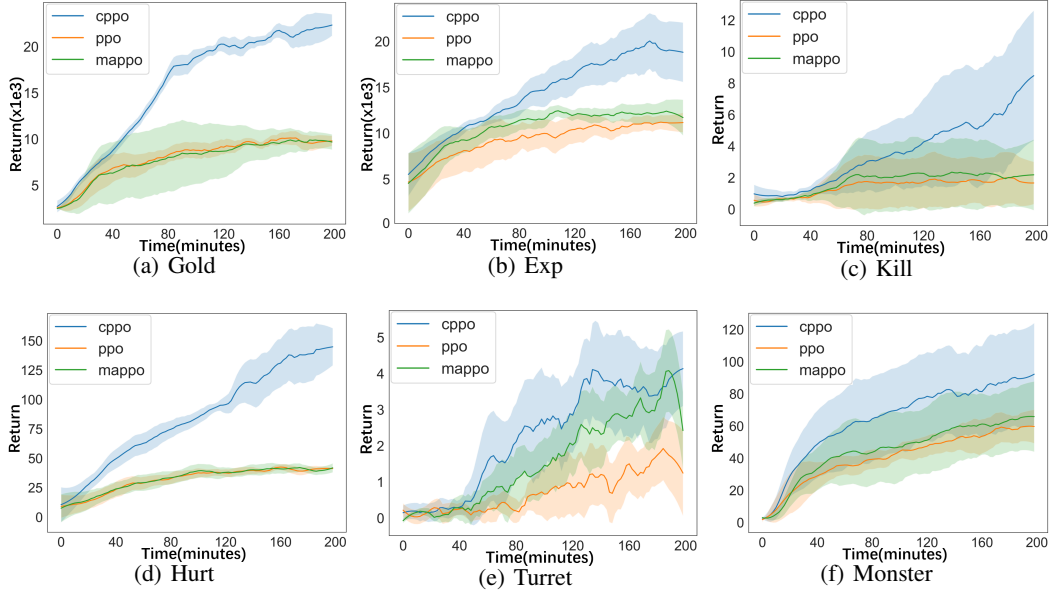 cppo
ppo
mappo
Return(x1e3)
20
15
10
5
0 40 80 120 160 200
Time(minutes)
(a) Gold
cppo
ppo
mappo
Return(x1e3)
20
15
10
5
0
0 40 80 120 160 200
Time(minutes)
(b) Exp
cppo
ppo
mappo
Return
12
10
8
6
4
2
0
0 40 80 120 160 200
Time(minutes)
(c) Kill
cppo
ppo
mappo
Return
150
125
100
75
50
25
0
0 40 80 120 160 200
Time(minutes)
(d) Hurt
cppo
ppo
mappo
Return
5
4
3
2
1
0
0 40 80 120 160 200
Time(minutes)
(e) Turret
cppo
ppo
mappo
Return
120
100
80
60
40
20
0
0 40 80 120 160 200
Time(minutes)
(f) Monster